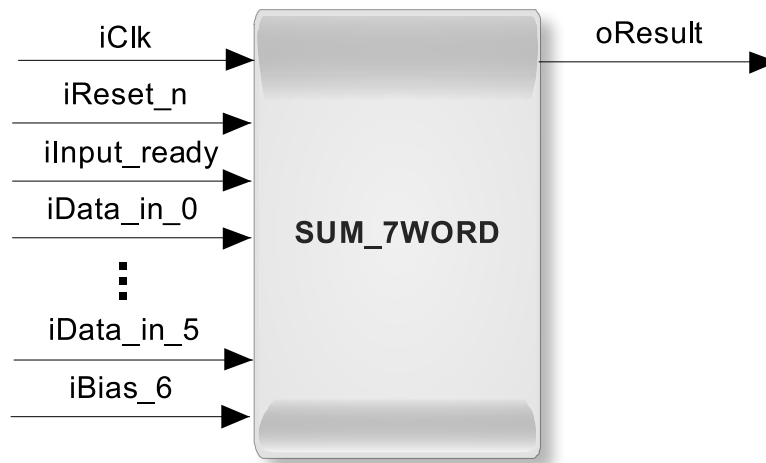 iClk
oResult
iReset_n
iInput_ready
iData_in_0
SUM_7WORD
iData_in_5
iBias_6